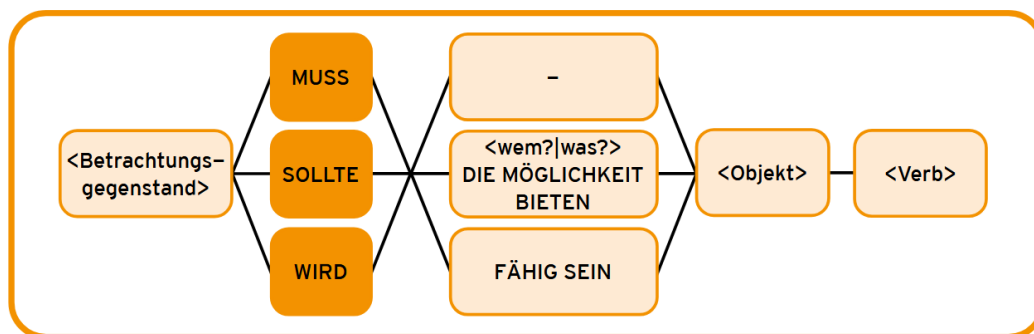 <Betrachtungs-
gegenstand>
MUSS
SOLLTE
WIRD
–
<wem?|was?>
DIE MÖGLICHKEIT
BIETEN
FÄHIG SEIN
<Objekt>
<Verb>